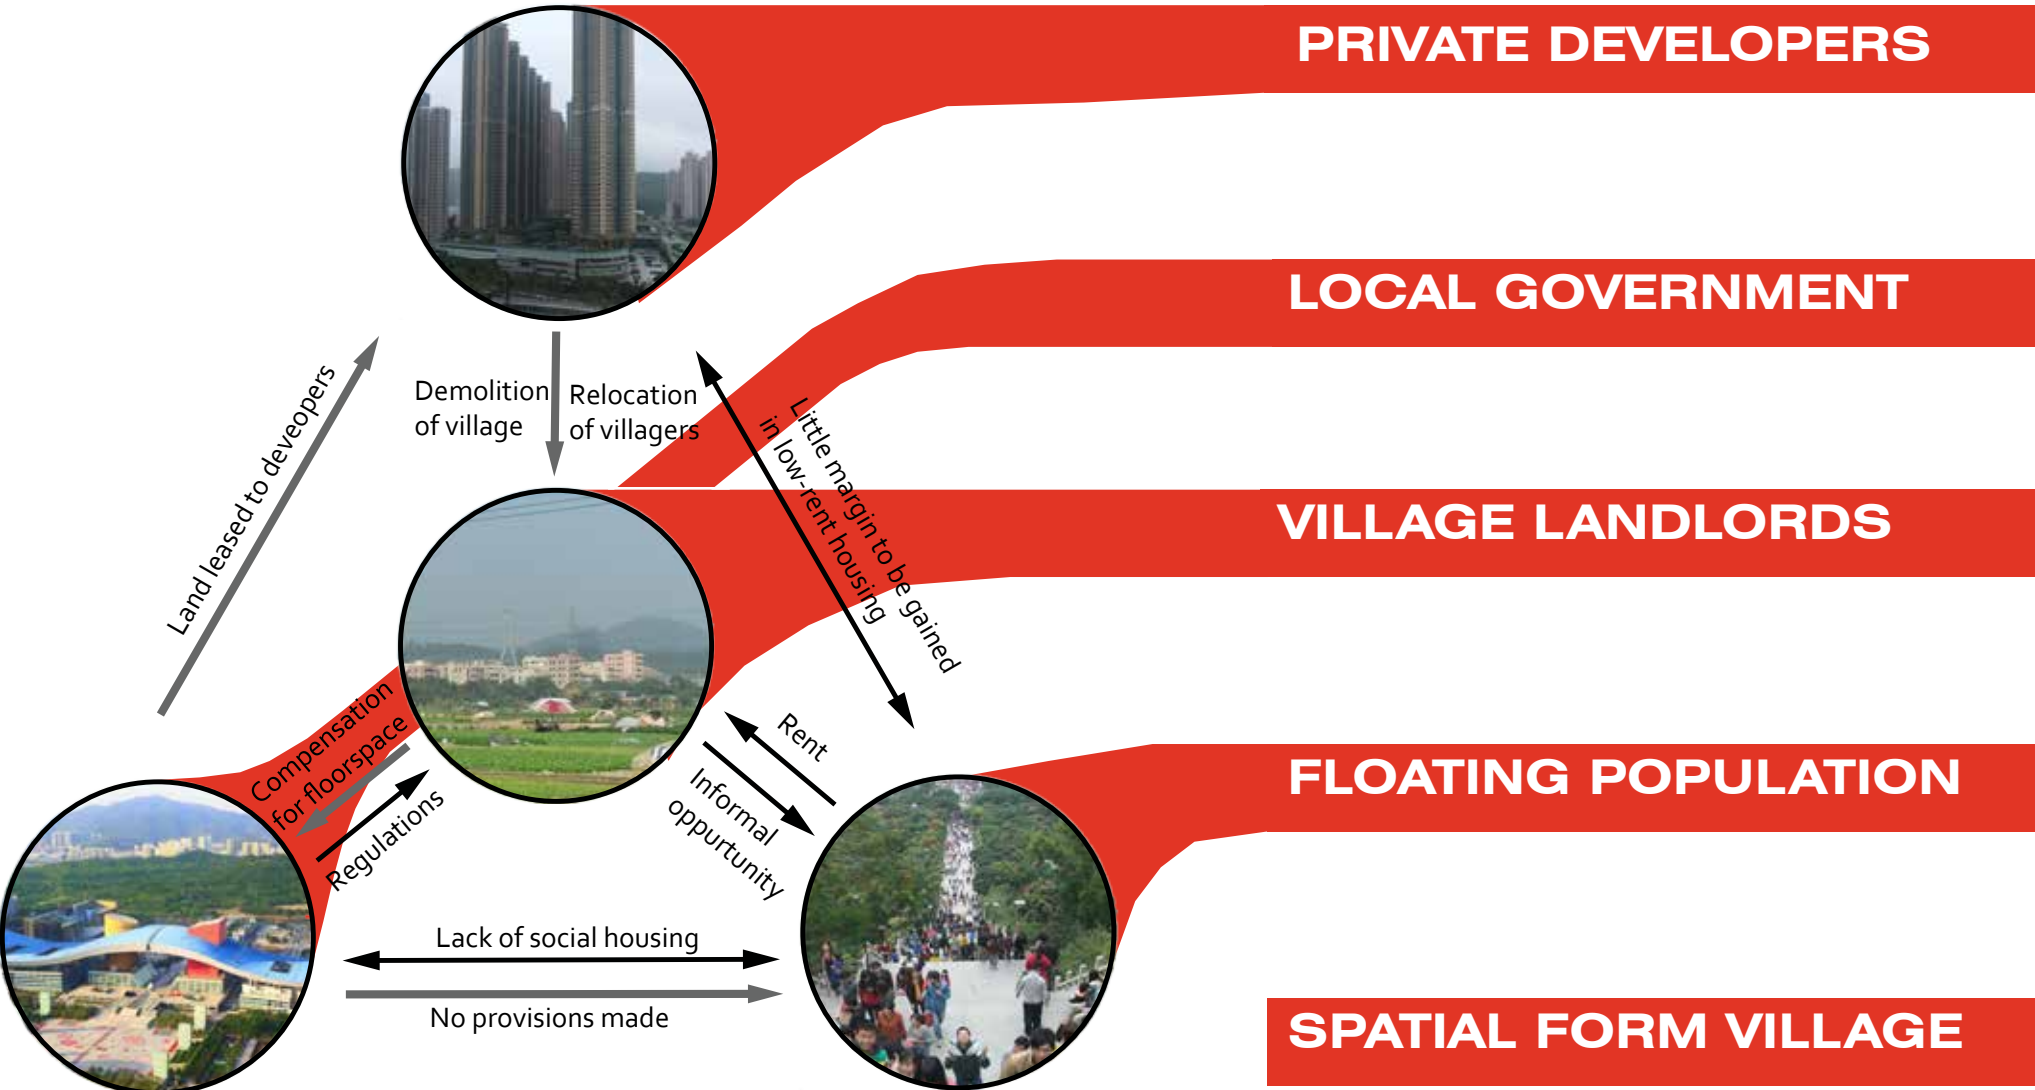 PRIVATE DEVELOPERS
LOCAL GOVERNMENT
Demolition
of village
Relocation
of villagers
Land leased to deveopers
Little margin to be gained
in low-rent housing
VILLAGE LANDLORDS
Compensation
for floorspace
Regulations
Rent
Informal
oppurtunity
FLOATING POPULATION
Lack of social housing
No provisions made
SPATIAL FORM VILLAGE